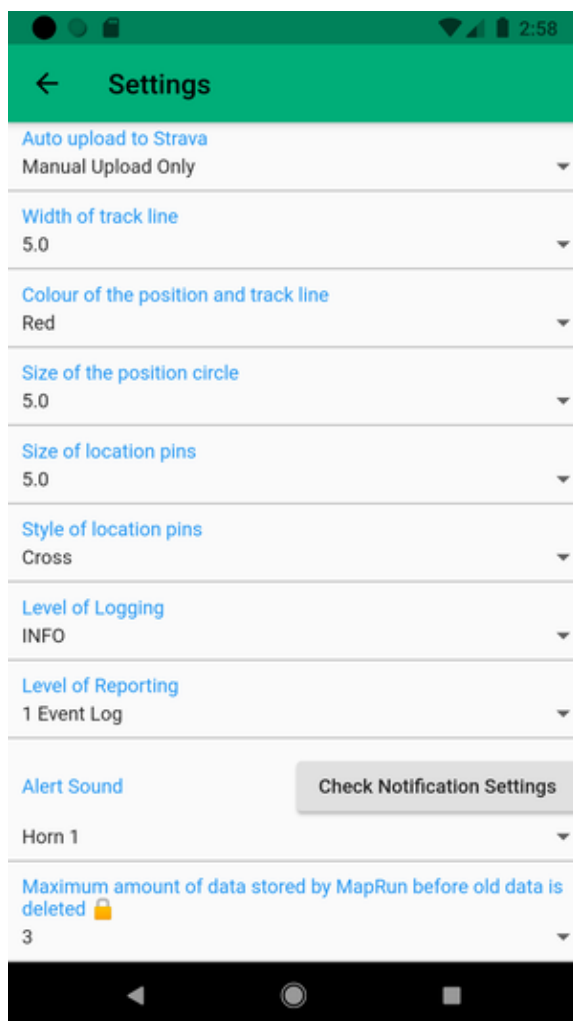 2:58
Settings
Auto upload to Strava
Manual Upload Only
Width of track line
5.0
Colour of the position and track line
Red
Size of the position circle
5.0
Size of location pins
5.0
Style of location pins
Cross
Level of Logging
INFO
Level of Reporting
1 Event Log
Alert Sound
Check Notification Settings
Horn 1
Maximum amount of data stored by MapRun before old data is
deleted 🔒
3